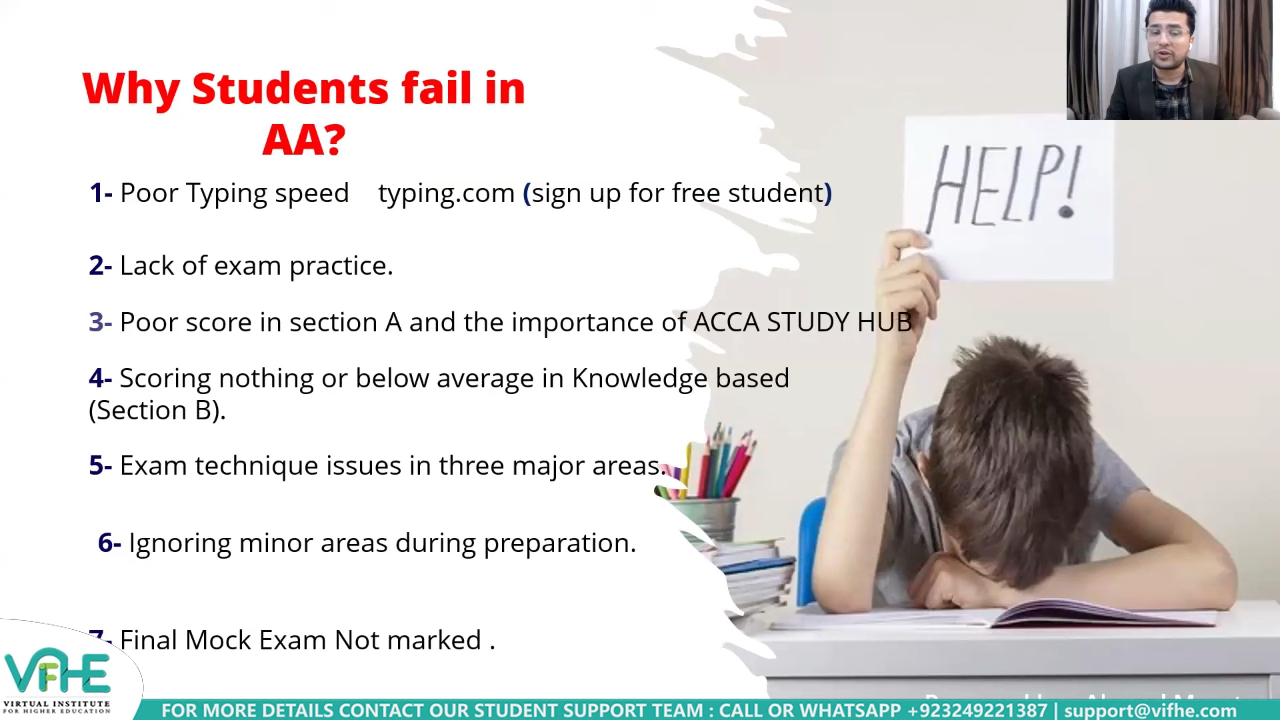 Why Students fail in
AA?
1- Poor Typing speed typing.com (sign up for free student)
2- Lack of exam practice.
3- Poor score in section A and the importance of ACCA STUDY HUB
4- Scoring nothing or below average in Knowledge based
(Section B).
5- Exam technique issues in three major areas.
6- Ignoring minor areas during preparation.
7- Final Mock Exam Not marked .
HELP!
VIFHE
VIRTUAL INSTITUTE
FOR HIGHER EDUCATION
FOR MORE DETAILS CONTACT OUR STUDENT SUPPORT TEAM : CALL OR WHATSAPP +923249221387 | support@vifhe.com